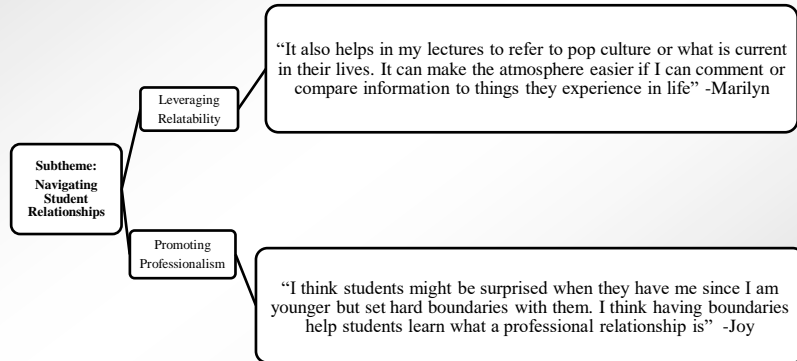 Subtheme:
Navigating
Student
Relationships
Leveraging
Relatability
“It also helps in my lectures to refer to pop culture or what is current
in their lives. It can make the atmosphere easier if I can comment or
compare information to things they experience in life” -Marilyn
Promoting
Professionalism
“I think students might be surprised when they have me since I am
younger but set hard boundaries with them. I think having boundaries
help students learn what a professional relationship is” -Joy